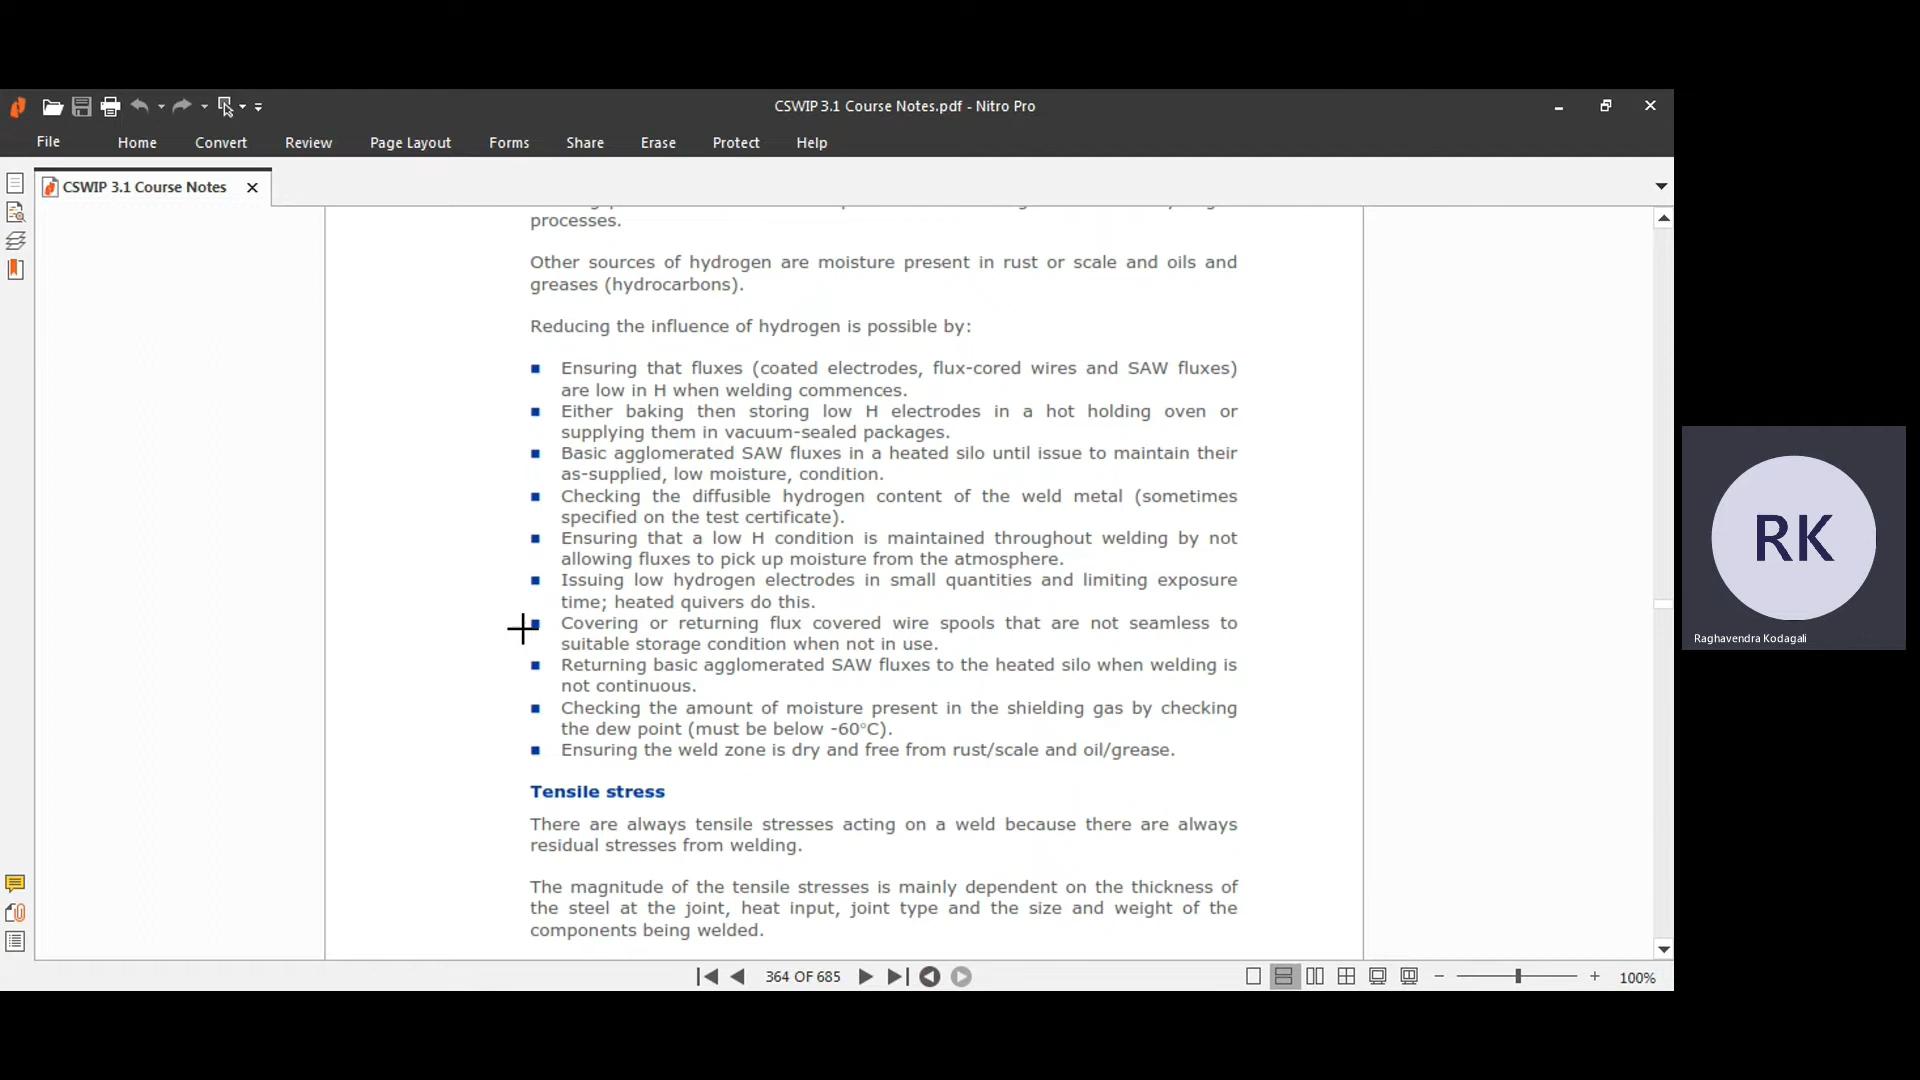 CSWIP 3.1 Course Notes.pdf - Nitro Pro
File Home Convert Review Page Layout Forms Share Erase Protect Help
CSWIP 3.1 Course Notes
processes.
Other sources of hydrogen are moisture present in rust or scale and oils and
greases (hydrocarbons).
Reducing the influence of hydrogen is possible by:
Ensuring that fluxes (coated electrodes, flux-cored wires and SAW fluxes)
are low in H when welding commences.
Either baking then storing low H electrodes in a hot holding oven or
supplying them in vacuum-sealed packages.
Basic agglomerated SAW fluxes in a heated silo until issue to maintain their
as-supplied, low moisture, condition.
Checking the diffusible hydrogen content of the weld metal (sometimes
specified on the test certificate).
Ensuring that a low H condition is maintained throughout welding by not
allowing fluxes to pick up moisture from the atmosphere.
Issuing low hydrogen electrodes in small quantities and limiting exposure
time; heated quivers do this.
Covering or returning flux covered wire spools that are not seamless to
suitable storage condition when not in use.
Returning basic agglomerated SAW fluxes to the heated silo when welding is
not continuous.
Checking the amount of moisture present in the shielding gas by checking
the dew point (must be below -60°C).
Ensuring the weld zone is dry and free from rust/scale and oil/grease.
Tensile stress
There are always tensile stresses acting on a weld because there are always
residual stresses from welding.
The magnitude of the tensile stresses is mainly dependent on the thickness of
the steel at the joint, heat input, joint type and the size and weight of the
components being welded.
364 OF 685
100%
RK
Raghavendra Kodagali